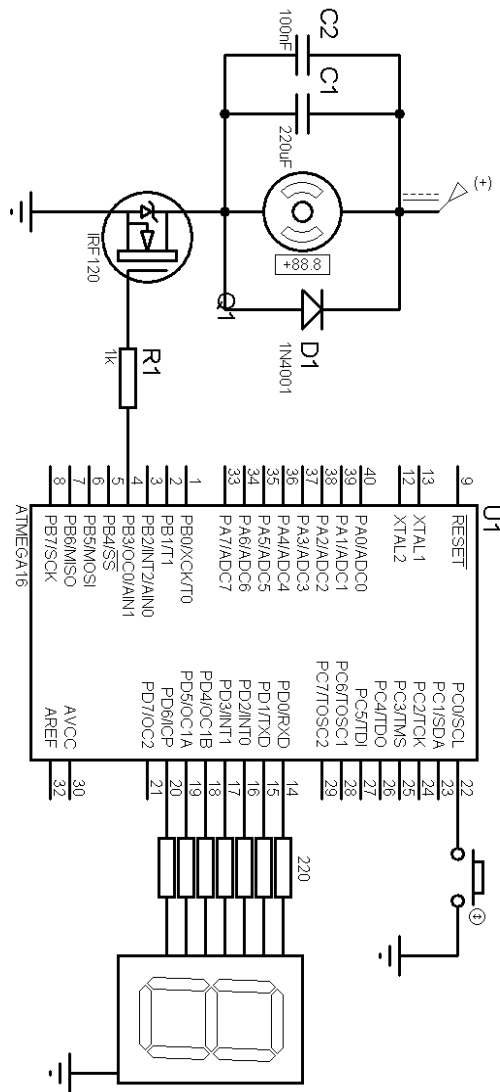 C2
100nF
C1
220uF
(+)
+88.8
IRF120
Q1
D1
1N4001
R1
1k
U1
9 RESET
13 XTAL1
12 XTAL2
40 PA0/ADC0
39 PA1/ADC1
38 PA2/ADC2
37 PA3/ADC3
36 PA4/ADC4
35 PA5/ADC5
34 PA6/ADC6
33 PA7/ADC7
1 PB0/XCK/T0
2 PB1/T1
3 PB2/INT2/AIN0
4 PB3/OC0/AIN1
5 PB4/SS
6 PB5/MOSI
7 PB6/MISO
8 PB7/SCK
PC0/SCL 22
PC1/SDA 23
PC2/TCK 24
PC3/TMS 25
PC4/TDO 26
PC5/TDI 27
PC6/TOSC1 28
PC7/TOSC2 29
PD0/RXD 14
PD1/TXD 15
PD2/INT0 16
PD3/INT1 17
PD4/OC1B 18
PD5/OC1A 19
PD6/ICP 20
PD7/OC2 21
AVCC 30
AREF 32
ATMEGA16
220